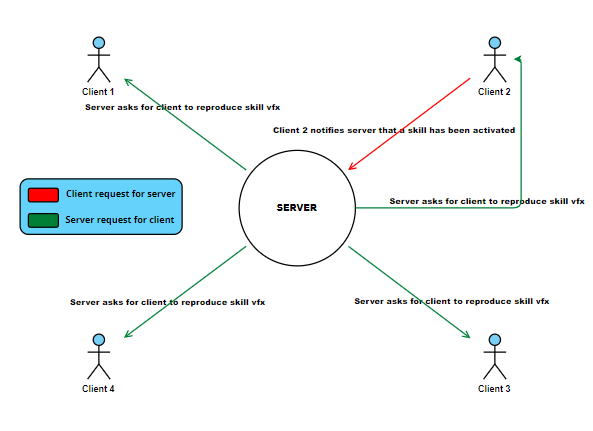 Client 1
Client 2
Server asks for client to reproduce skill vfx
Client 2 notifies server that a skill has been activated
Client request for server
Server request for client
SERVER
Server asks for client to reproduce skill vfx
Server asks for client to reproduce skill vfx
Server asks for client to reproduce skill vfx
Client 4
Client 3